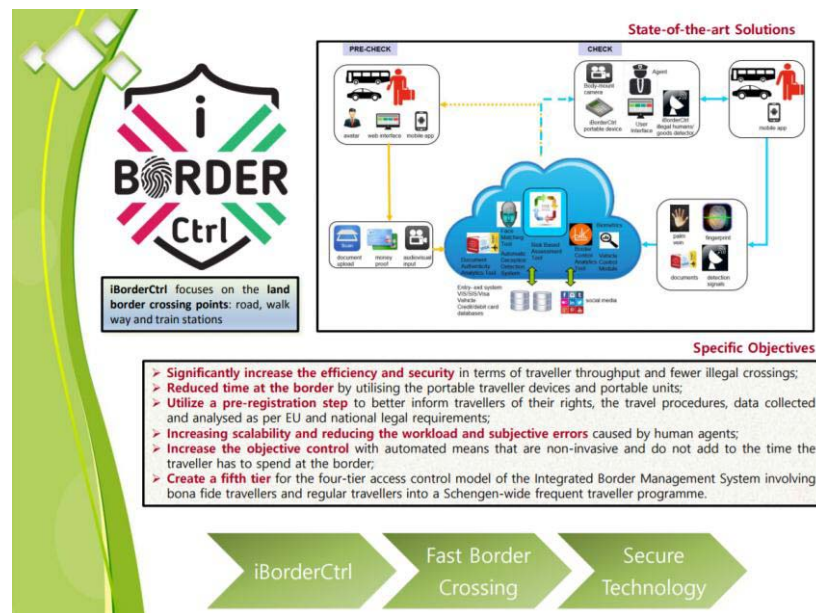 State-of-the-art Solutions
i
BORDER
Ctrl
iBorderCtrl focuses on the land
border crossing points: road, walk
way and train stations
PRE-CHECK
avatar
web interface
mobile app
document
upload
money
proof
audiovisual
input
CHECK
Body-mount
camera
Agent
iBorderCtrl
portable device
User
Interface
iBorderCtrl
illegal humans/
goods detector
mobile app
Face
Matching
Tool
Document
Authenticity
Analytics Tool
Automatic
Deception
Detection
System
Risk Based
Assessment
Tool
Border
Control
Analytics
Tool
Biometrics
Vehicle
Control
Module
palm
vein
fingerprint
documents
detection
signals
Entry- exit system
VIS/SIS/Visa
Vehicle
Credit/debit card
databases
social media
Specific Objectives
Significantly increase the efficiency and security in terms of traveller throughput and fewer illegal crossings;
Reduced time at the border by utilising the portable traveller devices and portable units;
Utilize a pre-registration step to better inform travellers of their rights, the travel procedures, data collected
and analysed as per EU and national legal requirements;
Increasing scalability and reducing the workload and subjective errors caused by human agents;
Increase the objective control with automated means that are non-invasive and do not add to the time the
traveller has to spend at the border;
Create a fifth tier for the four-tier access control model of the Integrated Border Management System involving
bona fide travellers and regular travellers into a Schengen-wide frequent traveller programme.
iBorderCtrl
Fast Border
Crossing
Secure
Technology